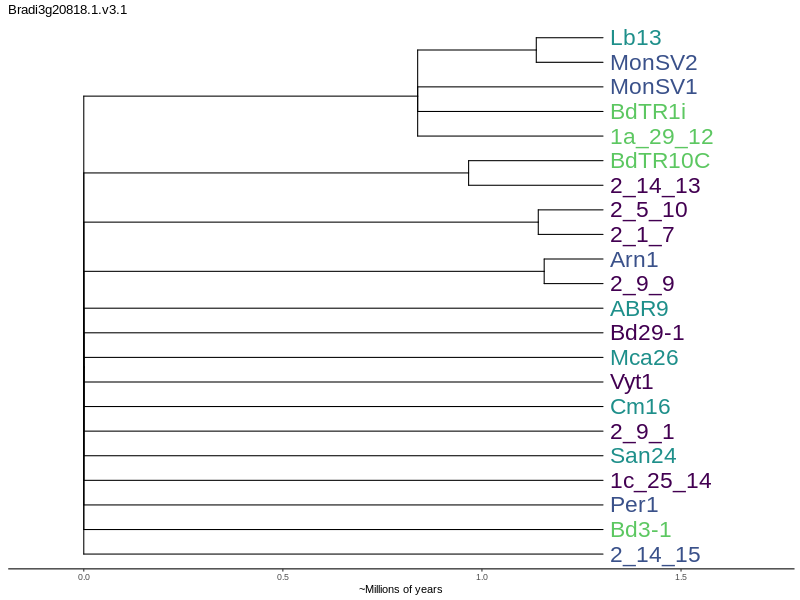 Bradi3g20818.1.v3.1
Lb13
MonSV2
MonSV1
BdTR1i
1a_29_12
BdTR10C
2_14_13
2_5_10
2_1_7
Arn1
2_9_9
ABR9
Bd29-1
Mca26
Vyt1
Cm16
2_9_1
San24
1c_25_14
Per1
Bd3-1
2_14_15
0.0 0.5 1.0 1.5
~Millions of years